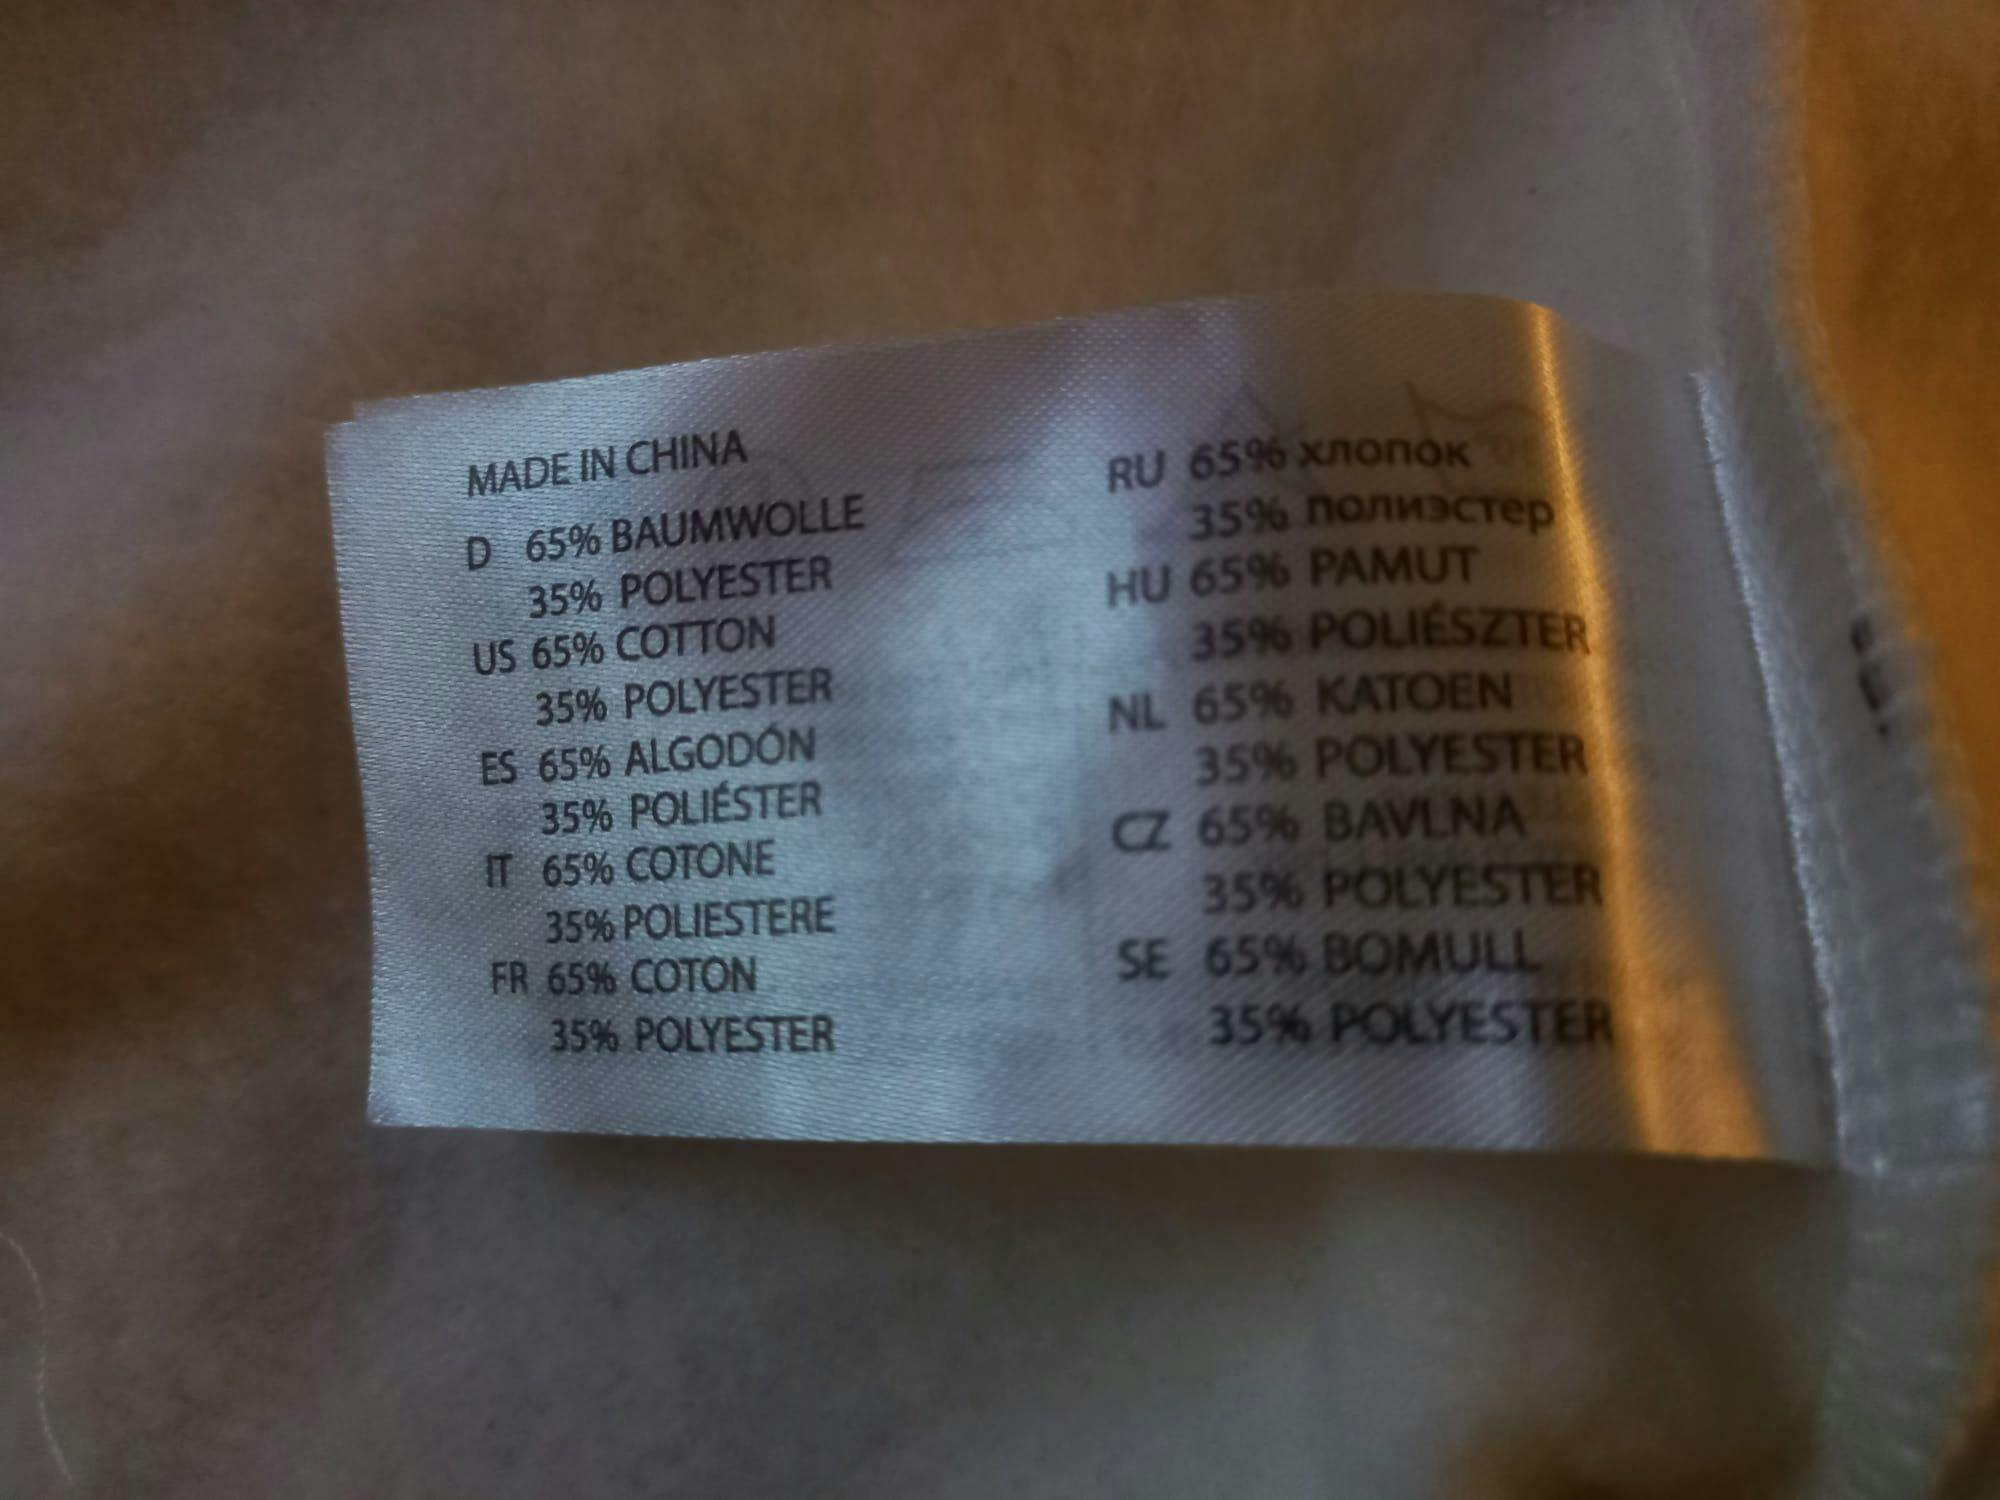 MADE IN CHINA
D 65% BAUMWOLLE
35% POLYESTER
US 65% COTTON
35% POLYESTER
ES 65% ALGODÓN
35% POLIÉSTER
IT 65% COTONE
35% POLIESTERE
FR 65% COTON
35% POLYESTER
RU 65% хлопок
35% полиэстер
HU 65% PAMUT
35% POLIÉSZTER
NL 65% KATOEN
35% POLYESTER
CZ 65% BAVLNA
35% POLYESTER
SE 65% BOMULL
35% POLYESTER